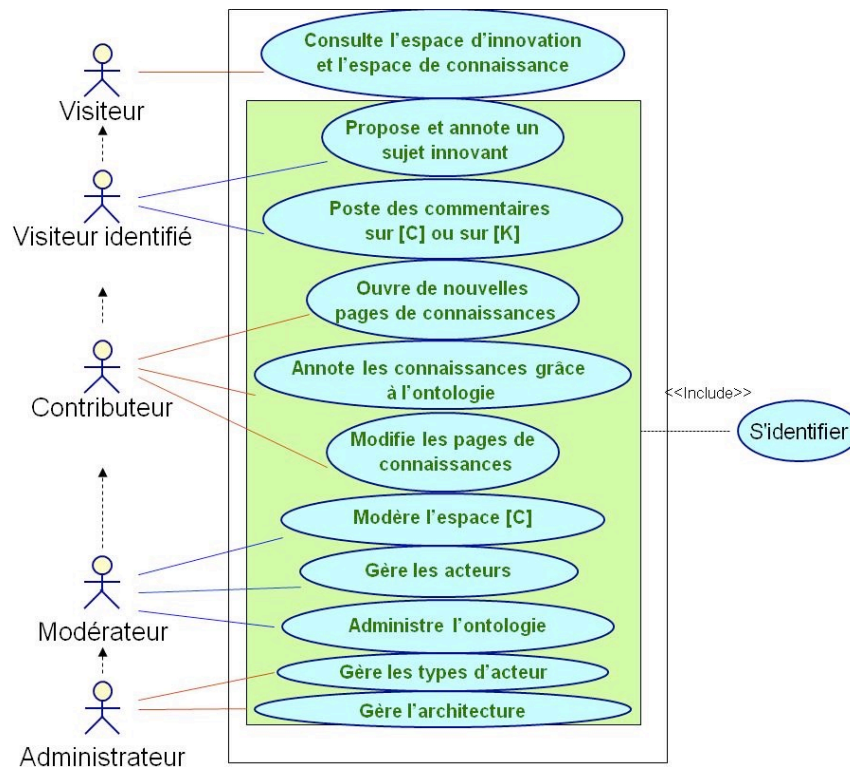 Consulte l'espace d'innovation
et l'espace de connaissance
Visiteur
Propose et annote un
sujet innovant
Visiteur identifié
Poste des commentaires
sur [C] ou sur [K]
Ouvre de nouvelles
pages de connaissances
Contributeur
Annote les connaissances grâce
à l'ontologie
<<Include>>
S'identifier
Modifie les pages de
connaissances
Modère l'espace [C]
Gère les acteurs
Modérateur
Administre l'ontologie
Gère les types d'acteur
Gère l'architecture
Administrateur